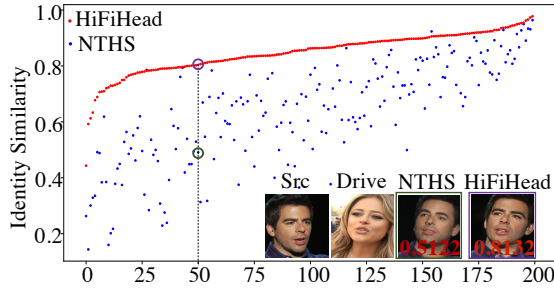 1.0
HiFiHead
NTHS
0.8
0.6
0.4
0.2
Identity Similarity
Src Drive NTHS HiFiHead
0.5122 0.8132
0 25 50 75 100 125 150 175 200